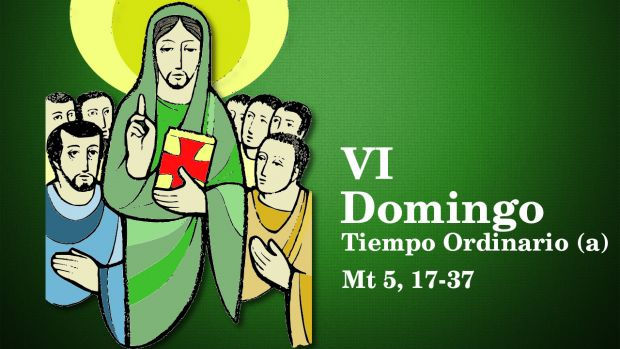 VI
Domingo
Tiempo Ordinario (a)
Mt 5, 17-37